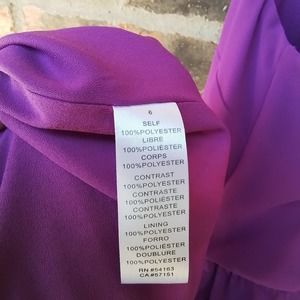 6
SELF
100%POLYESTER
LIBRE
100%POLIÉSTER
CORPS
100%POLYESTER
CONTRAST
100%POLYESTER
CONTRASTE
100%POLIÉSTER
CONTRASTE
100%POLYESTER
LINING
100%POLYESTER
FORRO
100%POLIÉSTER
DOUBLURE
100%POLYESTER
RN #54163
CA #57151